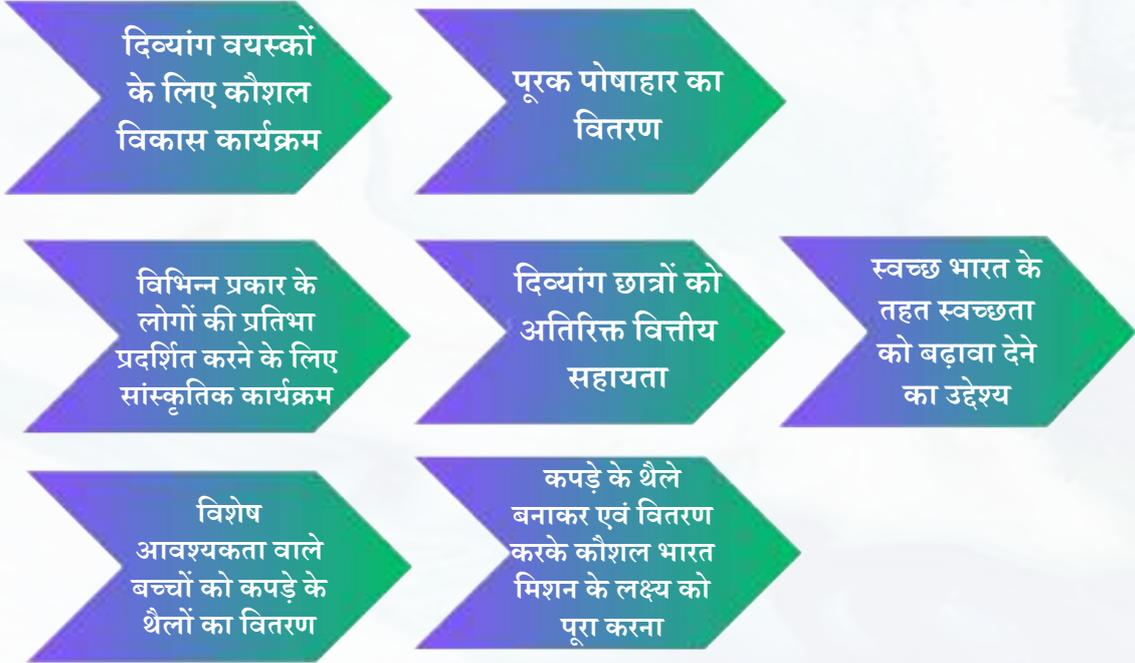 दिव्यांग वयस्कों
के लिए कौशल
विकास कार्यक्रम
पूरक पोषाहार का
वितरण
विभिन्न प्रकार के
लोगों की प्रतिभा
प्रदर्शित करने के लिए
सांस्कृतिक कार्यक्रम
दिव्यांग छात्रों को
अतिरिक्त वित्तीय
सहायता
स्वच्छ भारत के
तहत स्वच्छता
को बढ़ावा देने
का उद्देश्य
विशेष
आवश्यकता वाले
बच्चों को कपड़े के
थैलों का वितरण
कपड़े के थैले
बनाकर एवं वितरण
करके कौशल भारत
मिशन के लक्ष्य को
पूरा करना